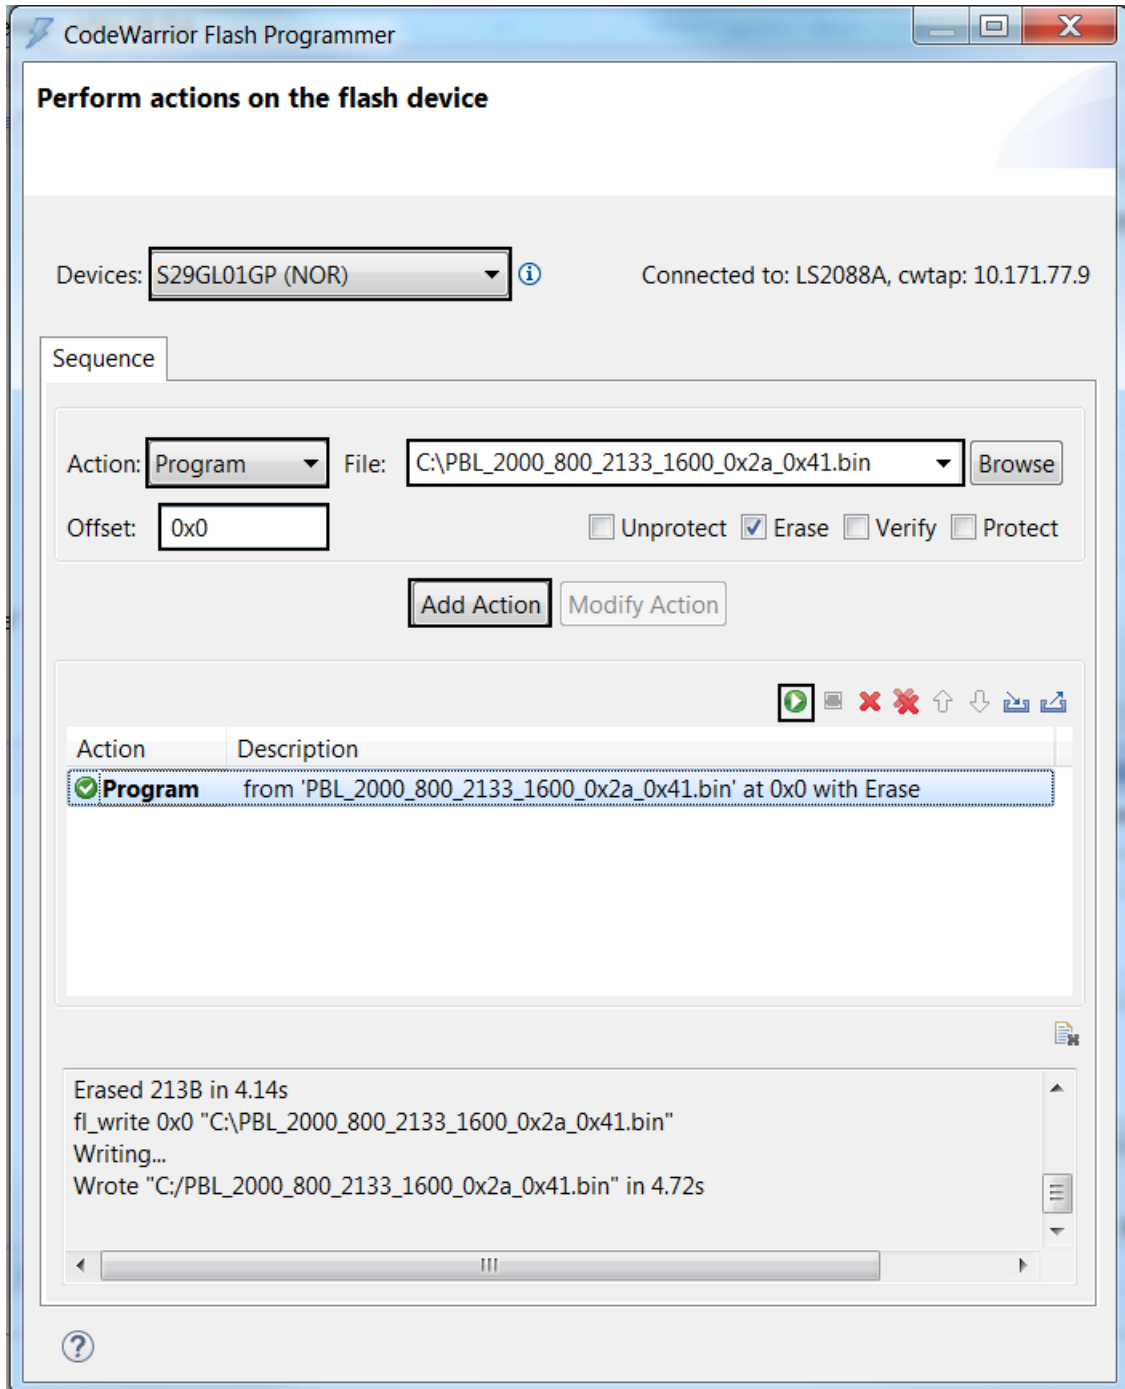 CodeWarrior Flash Programmer
Perform actions on the flash device
Devices: S29GL01GP (NOR) Connected to: LS2088A, cwtap: 10.171.77.9
Sequence
Action: Program File: C:\PBL_2000_800_2133_1600_0x2a_0x41.bin Browse
Offset: 0x0 Unprotect Erase Verify Protect
Add Action Modify Action
Action Description
Program from 'PBL_2000_800_2133_1600_0x2a_0x41.bin' at 0x0 with Erase
Erased 213B in 4.14s
fl_write 0x0 "C:\PBL_2000_800_2133_1600_0x2a_0x41.bin"
Writing...
Wrote "C:/PBL_2000_800_2133_1600_0x2a_0x41.bin" in 4.72s